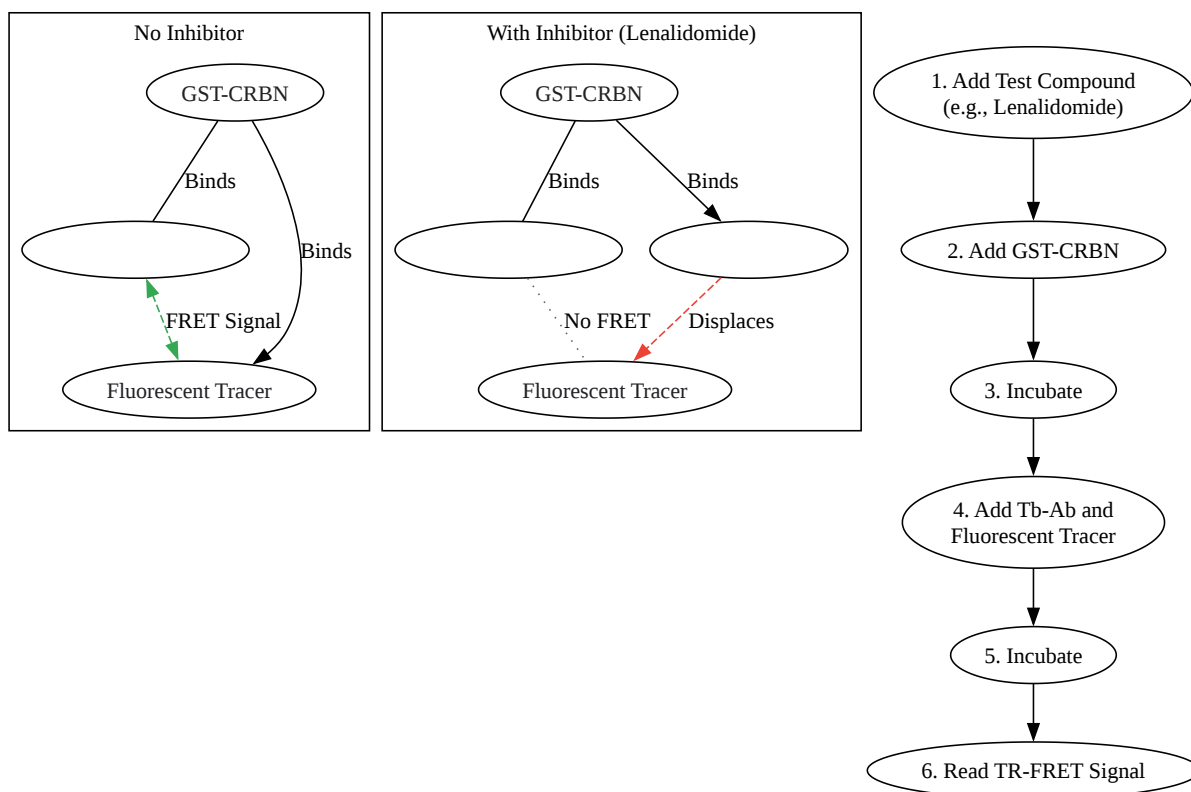 No Inhibitor
GST-CRBN
Binds
Binds
FRET Signal
Fluorescent Tracer
With Inhibitor (Lenalidomide)
GST-CRBN
Binds
Binds
No FRET
Displaces
Fluorescent Tracer
1. Add Test Compound
(e.g., Lenalidomide)
2. Add GST-CRBN
3. Incubate
4. Add Tb-Ab and
Fluorescent Tracer
5. Incubate
6. Read TR-FRET Signal